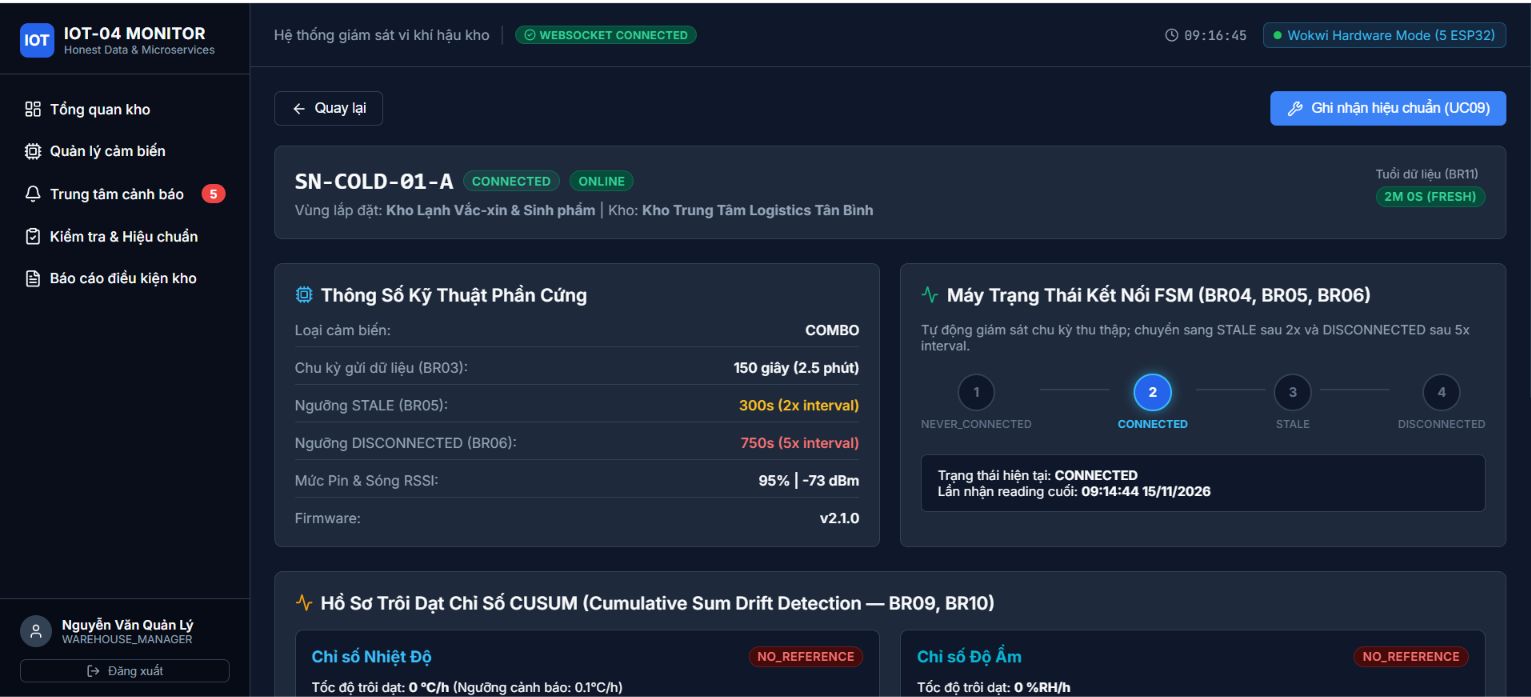 IOT
IOT-04 MONITOR
Honest Data & Microservices
Tổng quan kho
Quản lý cảm biến
Trung tâm cảnh báo 5
Kiểm tra & Hiệu chuẩn
Báo cáo điều kiện kho
Nguyễn Văn Quản Lý
WAREHOUSE_MANAGER
Đăng xuất
Hệ thống giám sát vi khí hậu kho WEBSOCKET CONNECTED 09:16:45 Wokwi Hardware Mode (5 ESP32)
Quay lại Ghi nhận hiệu chuẩn (UC09)
SN-COLD-01-A CONNECTED ONLINE
Vùng lắp đặt: Kho Lạnh Vắc-xin & Sinh phẩm | Kho: Kho Trung Tâm Logistics Tân Bình
Tuổi dữ liệu (BR11)
2M 0S (FRESH)
Thông Số Kỹ Thuật Phần Cứng
Loại cảm biến: COMBO
Chu kỳ gửi dữ liệu (BR03): 150 giây (2.5 phút)
Ngưỡng STALE (BR05): 300s (2x interval)
Ngưỡng DISCONNECTED (BR06): 750s (5x interval)
Mức Pin & Sóng RSSI: 95% | -73 dBm
Firmware: v2.1.0
Máy Trạng Thái Kết Nối FSM (BR04, BR05, BR06)
Tự động giám sát chu kỳ thu thập; chuyển sang STALE sau 2x và DISCONNECTED sau 5x
interval.
1 2 3 4
NEVER_CONNECTED CONNECTED STALE DISCONNECTED
Trạng thái hiện tại: CONNECTED
Lần nhận reading cuối: 09:14:44 15/11/2026
Hồ Sơ Trôi Dạt Chỉ Số CUSUM (Cumulative Sum Drift Detection — BR09, BR10)
Chỉ số Nhiệt Độ NO_REFERENCE
Tốc độ trôi dạt: 0 °C/h (Ngưỡng cảnh báo: 0.1°C/h)
Chỉ số Độ Ẩm NO_REFERENCE
Tốc độ trôi dạt: 0 %RH/h